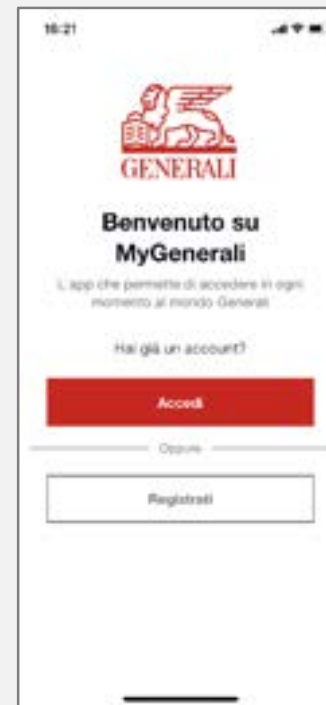 16:21
GENERALI
Benvenuto su
MyGenerali
L'app che permette di accedere in ogni
momento al mondo Generali
Hai già un account?
Accedi
Oppure
Registrati